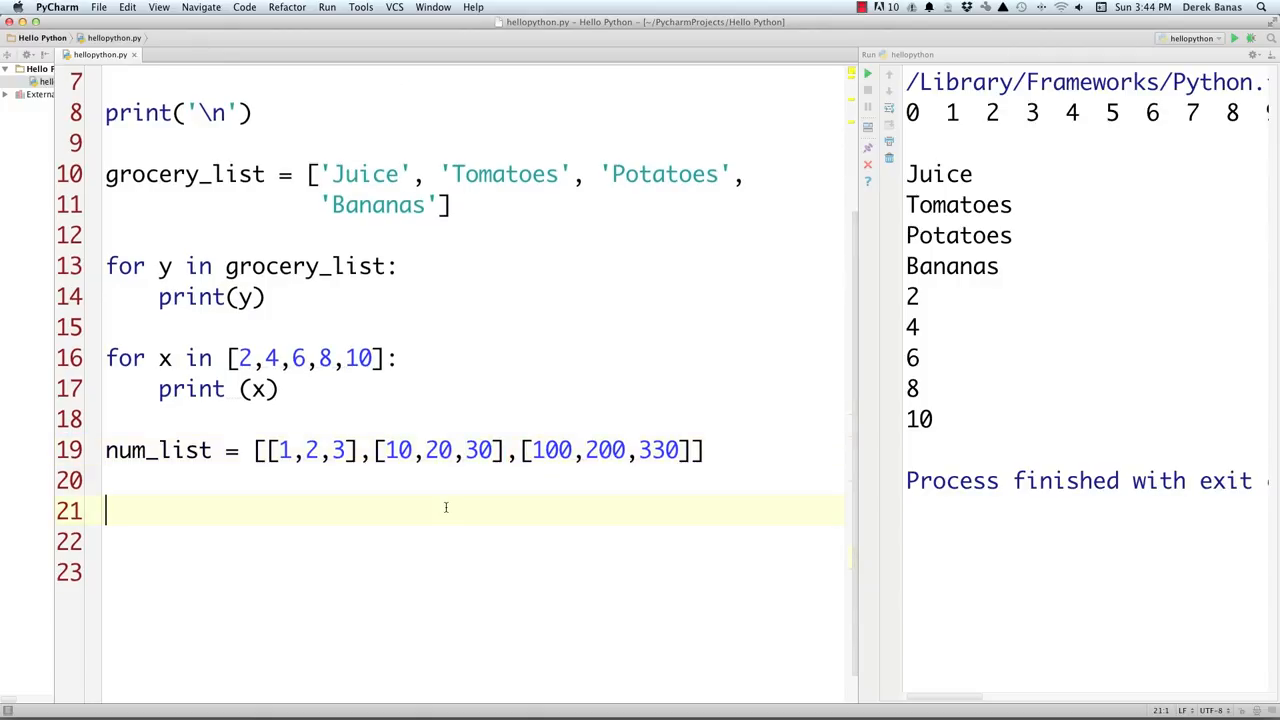 PyCharm File Edit View Navigate Code Refactor Run Tools VCS Window Help 10 Sun 3:44 PM Derek Banas
hellopython.py – Hello Python – [~/PycharmProjects/Hello Python]
Hello Python hellopython.py hellopython
hellopython.py Run hellopython
Hello P
hell
Externa
7
8 print('\n')
9
10 grocery_list = ['Juice', 'Tomatoes', 'Potatoes',
11 'Bananas']
12
13 for y in grocery_list:
14 print(y)
15
16 for x in [2,4,6,8,10]:
17 print (x)
18
19 num_list = [[1,2,3],[10,20,30],[100,200,330]]
20
21
22
23
/Library/Frameworks/Python.
0 1 2 3 4 5 6 7 8
Juice
Tomatoes
Potatoes
Bananas
2
4
6
8
10
Process finished with exit
21:1 LF UTF-8